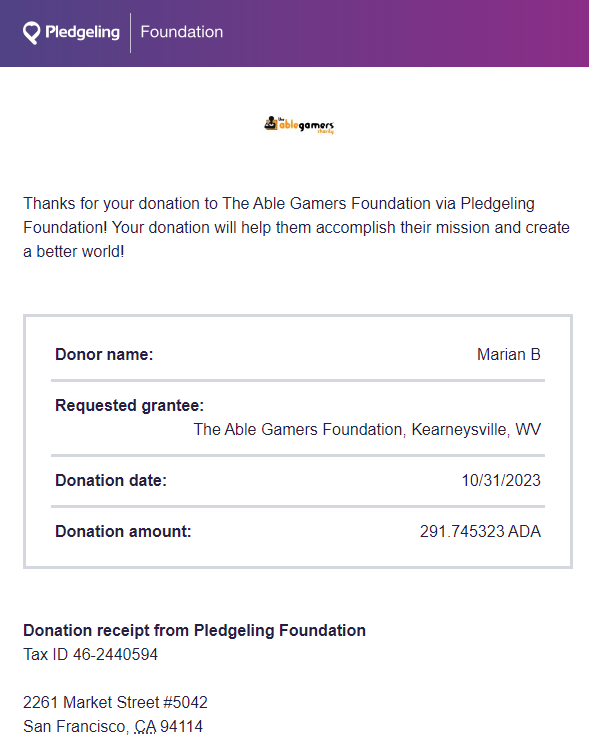 Pledgeling Foundation
the
ablegamers
charity
Thanks for your donation to The Able Gamers Foundation via Pledgeling
Foundation! Your donation will help them accomplish their mission and create
a better world!
Donor name: Marian B
Requested grantee:
The Able Gamers Foundation, Kearneysville, WV
Donation date: 10/31/2023
Donation amount: 291.745323 ADA
Donation receipt from Pledgeling Foundation
Tax ID 46-2440594
2261 Market Street #5042
San Francisco, CA 94114